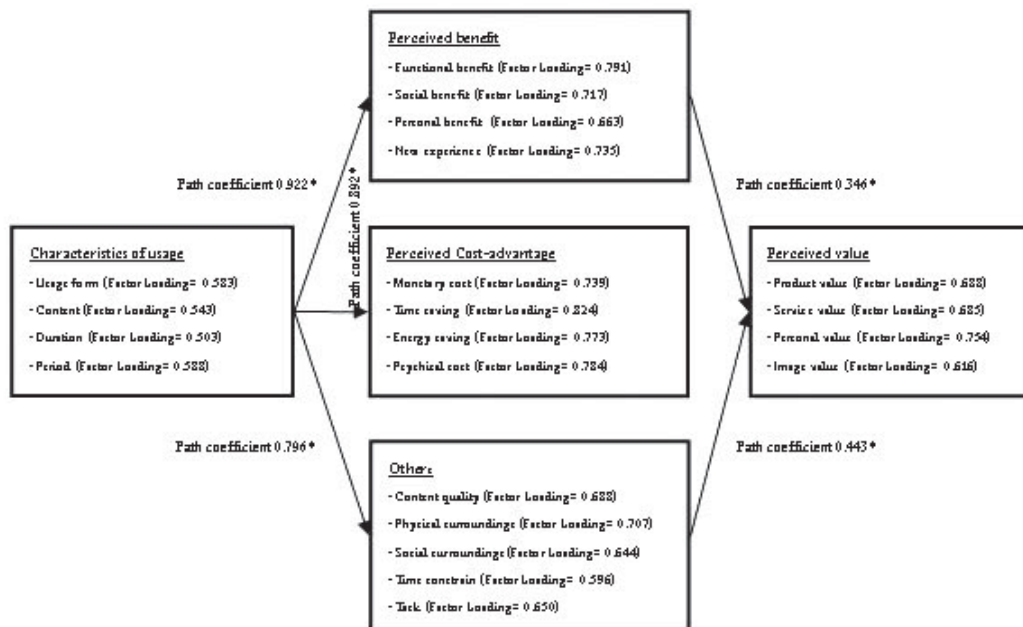 Perceived benefit
- Functional benefit (Factor Loading= 0.791)
- Social benefit (Factor Loading= 0.717)
- Personal benefit (Factor Loading= 0.663)
- New experience (Factor Loading= 0.735)
Path coefficient 0.922*
Path coefficient 0.892*
Path coefficient 0.346*
Characteristics of usage
- Usage form (Factor Loading= 0.583)
- Content (Factor Loading= 0.543)
- Duration (Factor Loading= 0.503)
- Period (Factor Loading= 0.588)
Perceived Cost-advantage
- Monetary cost (Factor Loading= 0.739)
- Time saving (Factor Loading= 0.824)
- Energy saving (Factor Loading= 0.773)
- Psychical cost (Factor Loading= 0.784)
Perceived value
- Product value (Factor Loading= 0.688)
- Service value (Factor Loading= 0.685)
- Personal value (Factor Loading= 0.754)
- Image value (Factor Loading= 0.616)
Path coefficient 0.796*
Path coefficient 0.443*
Others
- Content quality (Factor Loading= 0.688)
- Physical surroundings (Factor Loading= 0.707)
- Social surroundings (Factor Loading= 0.644)
- Time constrain (Factor Loading= 0.596)
- Task (Factor Loading= 0.650)